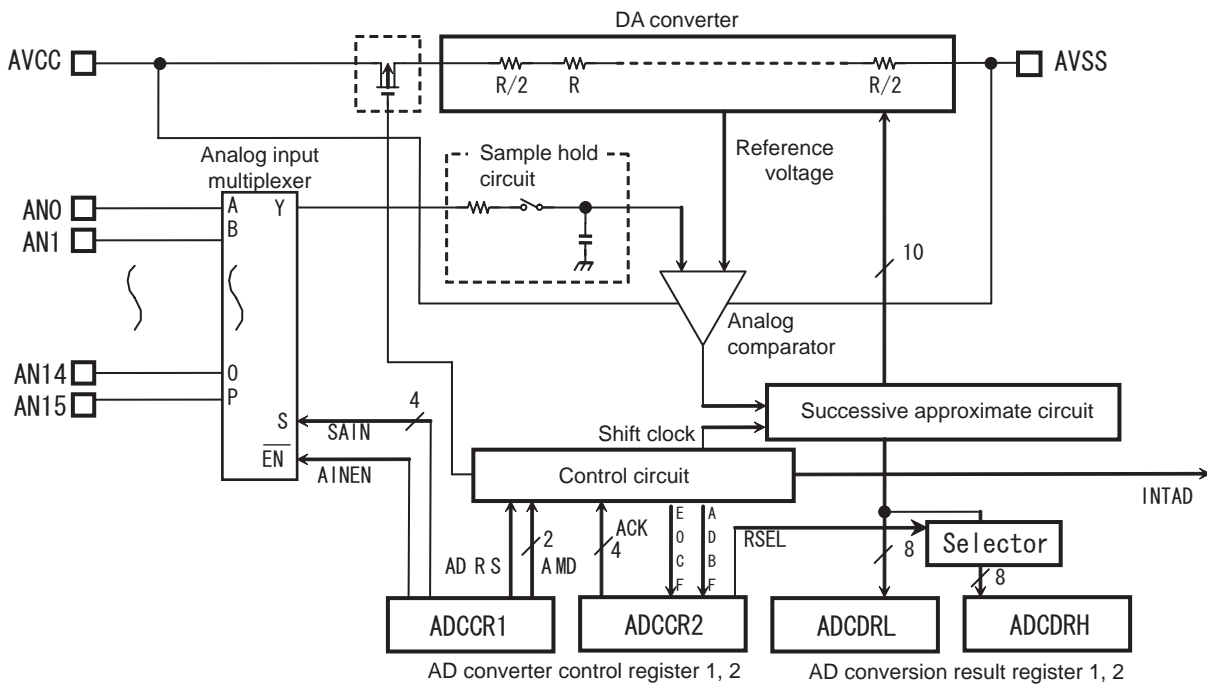 DA converter
AVCC
R/2
R
R/2
AVSS
Analog input
multiplexer
Sample hold
circuit
Reference
voltage
AN0
AN1
A
B
Y
10
Analog
comparator
AN14
AN15
O
P
S
EN
4
SAIN
AINEN
Successive approximate circuit
Shift clock
Control circuit
INTAD
ADRS
2
AMD
ACK
4
EOCF
ADBF
RSEL
8
Selector
8
ADCCR1
ADCCR2
ADCDRL
ADCDRH
AD converter control register 1, 2
AD conversion result register 1, 2